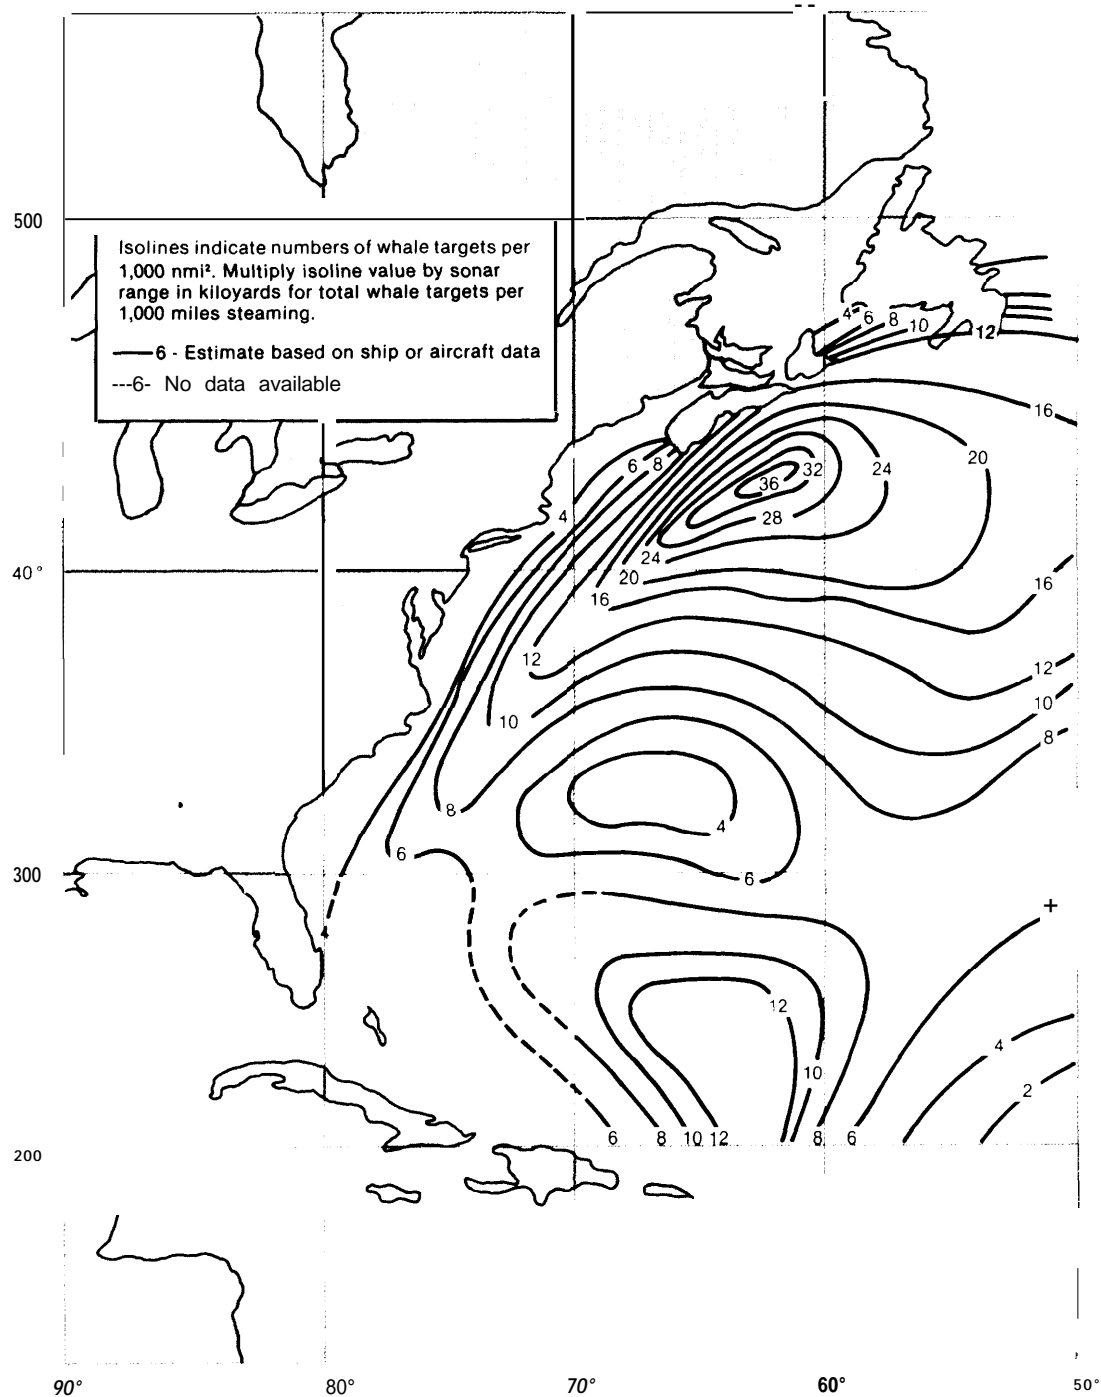 500
Isolines indicate numbers of whale targets per
1,000 nmi². Multiply isoline value by sonar
range in kiloyards for total whale targets per
1,000 miles steaming.
—6 - Estimate based on ship or aircraft data
---6- No data available
4 6 8 10 12
16
6 8 36 32 24 20
4 28
24
40° 20 16
16
12 12
10 10
8
8 4
300 6 6
+
12
4
10 2
6 8 10 12 8 6
200
90° 80° 70° 60° 50°